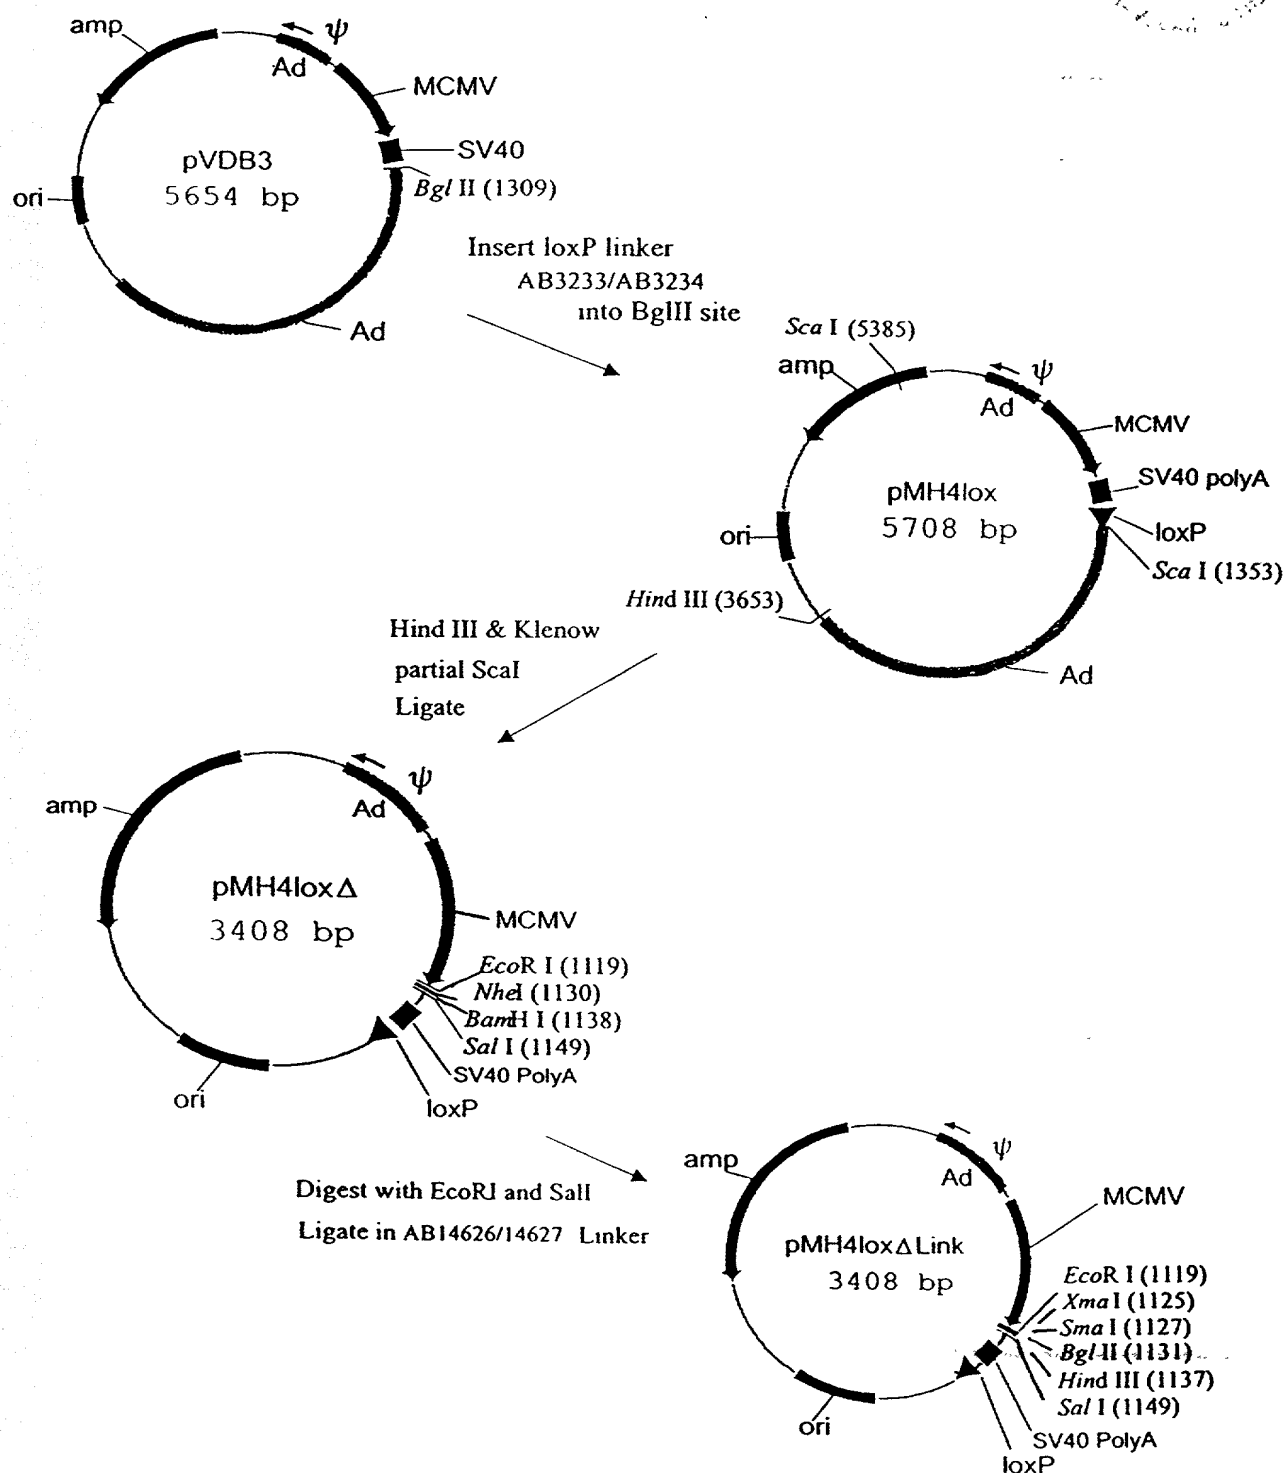 amp
ψ
Ad
MCMV
pVDB3
5654 bp
SV40
Bgl II (1309)
ori
Ad
Insert loxP linker
AB3233/AB3234
into BglII site
Sca I (5385)
amp
ψ
Ad
MCMV
pMH4lox
5708 bp
SV40 polyA
loxP
ori
Sca I (1353)
Hind III (3653)
Ad
Hind III & Klenow
partial ScaI
Ligate
ψ
amp
Ad
pMH4lox∆
3408 bp
MCMV
EcoR I (1119)
NheI (1130)
BamH I (1138)
Sal I (1149)
SV40 PolyA
ori
loxP
Digest with EcoRI and SalI
Ligate in AB14626/14627 Linker
ψ
amp
Ad
MCMV
pMH4lox∆Link
3408 bp
EcoR I (1119)
Xma I (1125)
Sma I (1127)
Bgl II (1131)
Hind III (1137)
Sal I (1149)
ori
SV40 PolyA
loxP